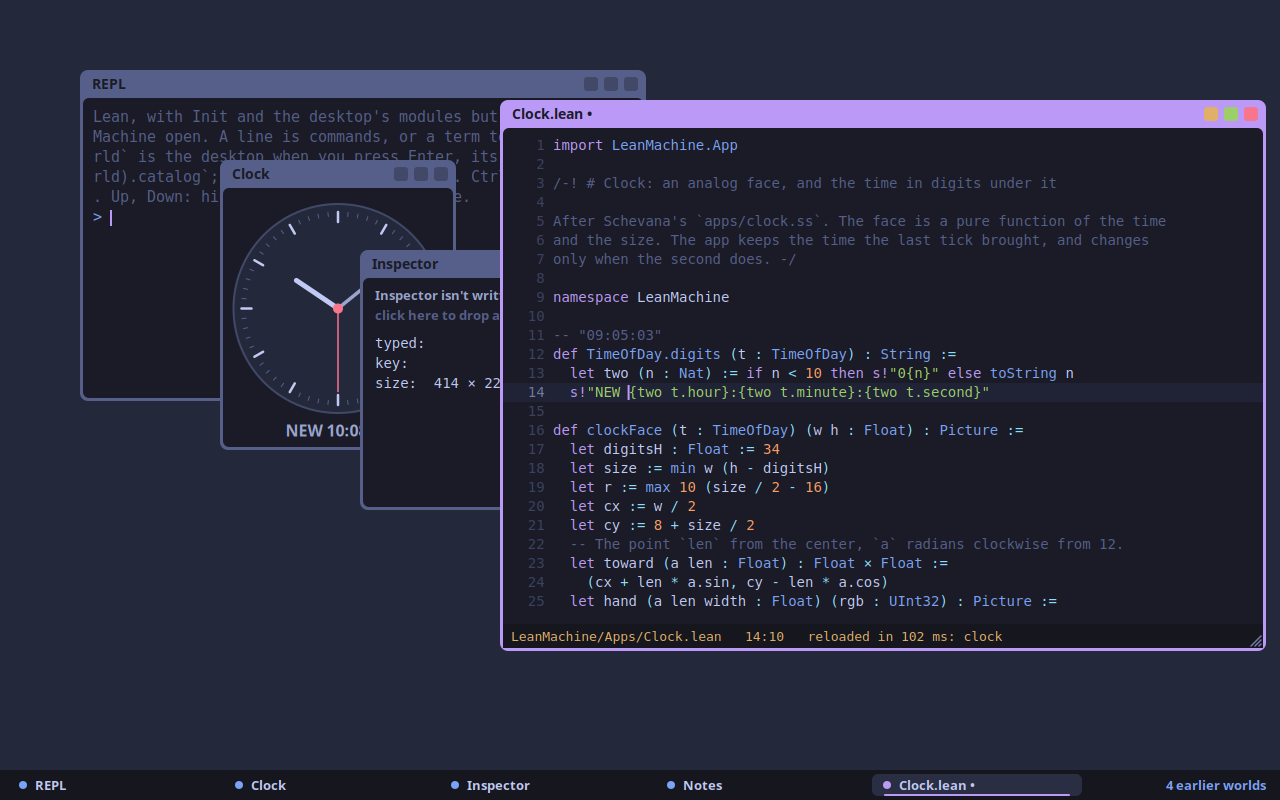 REPL
Lean, with Init and the desktop's modules but
Machine open. A line is commands, or a term
rld` is the desktop when you press Enter, its
rld).catalog`; Ctr
. Up, Down: e.
>
Clock
NEW 10:0
Inspector
Inspector isn't
click here to drop a
typed:
key:
size: 414 × 22
Clock.lean •
1 import LeanMachine.App
2
3 /-! # Clock: an analog face, and the time in digits under it
4
5 After Schevana's `apps/clock.ss`. The face is a pure function of the time
6 and the size. The app keeps the time the last tick brought, and changes
7 only when the second does. -/
8
9 namespace LeanMachine
10
11 -- "09:05:03"
12 def TimeOfDay.digits (t : TimeOfDay) : String :=
13   let two (n : Nat) := if n < 10 then s!"0{n}" else toString n
14   s!"NEW {two t.hour}:{two t.minute}:{two t.second}"
15
16 def clockFace (t : TimeOfDay) (w h : Float) : Picture :=
17   let digitsH : Float := 34
18   let size := min w (h - digitsH)
19   let r := max 10 (size / 2 - 16)
20   let cx := w / 2
21   let cy := 8 + size / 2
22   -- The point `len` from the center, `a` radians clockwise from 12.
23   let toward (a len : Float) : Float × Float :=
24     (cx + len * a.sin, cy - len * a.cos)
25   let hand (a len width : Float) (rgb : UInt32) : Picture :=
LeanMachine/Apps/Clock.lean 14:10 reloaded in 102 ms: clock
REPL Clock Inspector Notes Clock.lean • 4 earlier worlds